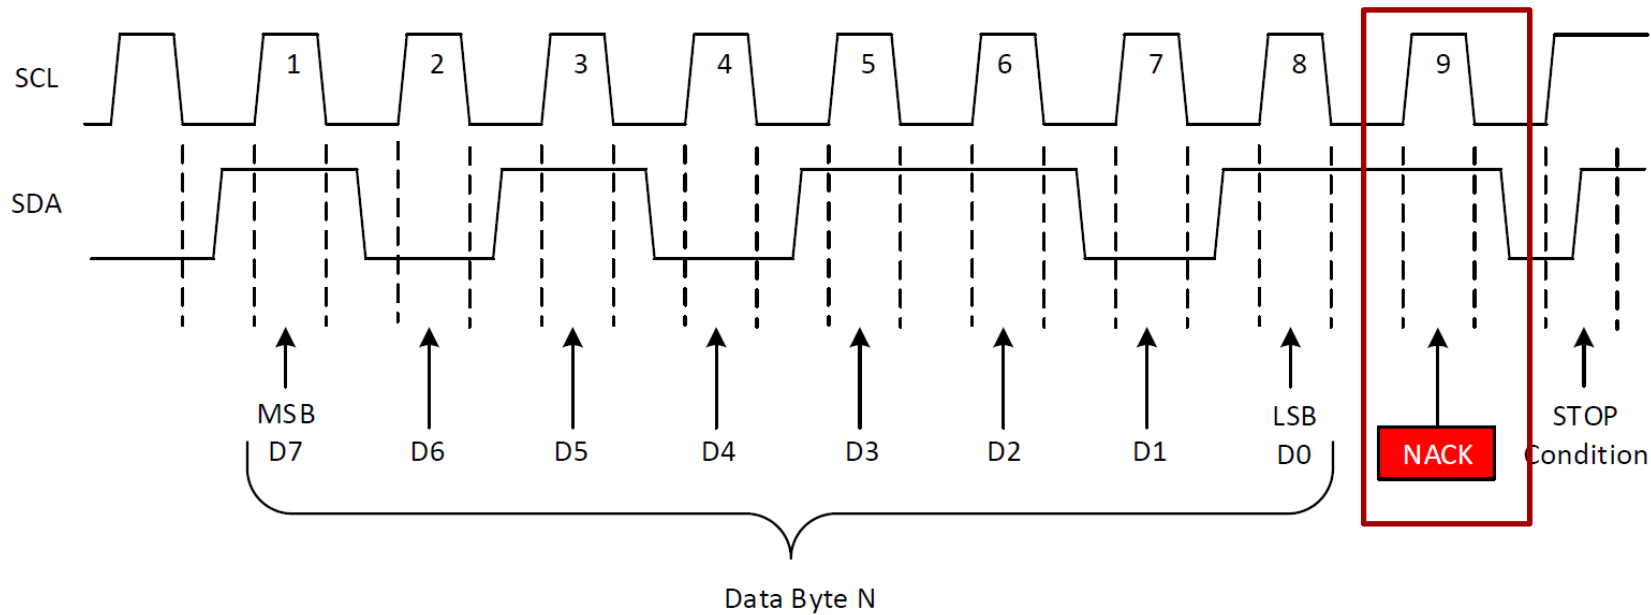 SCL
1 2 3 4 5 6 7 8 9
SDA
MSB
D7
D6
D5
D4
D3
D2
D1
LSB
D0
NACK
STOP
Condition
Data Byte N